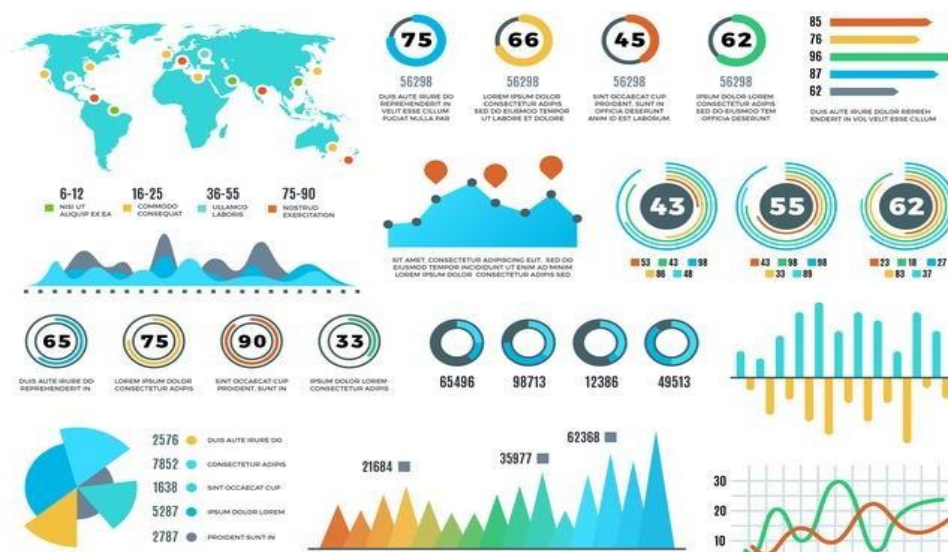 75
56298
DUIS AUTE IRURE DO
REPREHENDERIT IN
VELIT ESSE CILLUM
FUGIAT NULLA PAR
66
56298
LOREM IPSUM DOLOR
CONSECTETUR ADIPIS
SED DO EIUSMOD TEMPOR
UT LABORE ET DOLORE
45
56298
SINT OCCAECAT CUP
PROIDENT, SUNT IN
OFFICIA DESERUNT
ANIM ID EST LABORUM
62
56298
IPSUM DOLOR LOREM
CONSECTETUR ADIPIS
SED DO EIUSMOD TEM
OFFICIA DESERUNT
85
76
96
87
62
DUIS AUTE IRURE DOLOR REPREH
ENDERIT IN VOL VELIT ESSE CILLUM
6-12
NISI UT
ALIQUIP EX EA
16-25
COMMODO
CONSEQUAT
36-55
ULLAMCO
LABORIS
75-90
NOSTRUD
EXERCITATION
SIT AMET, CONSECTETUR ADIPISCING ELIT, SED DO
EIUSMOD TEMPOR INCIDIDUNT UT ENIM AD MINIM
LOREM IPSUM DOLOR CONSECTETUR ADIPIS SED
43
53 43 98
86 48
55
43 98 98
33 89
62
23 18 27
83 37
65
DUIS AUTE IRURE DO
REPREHENDERIT IN
75
LOREM IPSUM DOLOR
CONSECTETUR ADIPIS
90
SINT OCCAECAT CUP
PROIDENT, SUNT IN
33
IPSUM DOLOR LOREM
CONSECTETUR ADIPIS
65496
98713
12386
49513
2576 DUIS AUTE IRURE DO
7852 CONSECTETUR ADIPIS
1638 SINT OCCAECAT CUP
5287 IPSUM DOLOR LOREM
2787 PROIDENT SUNT IN
21684
35977
62368
30
20
10